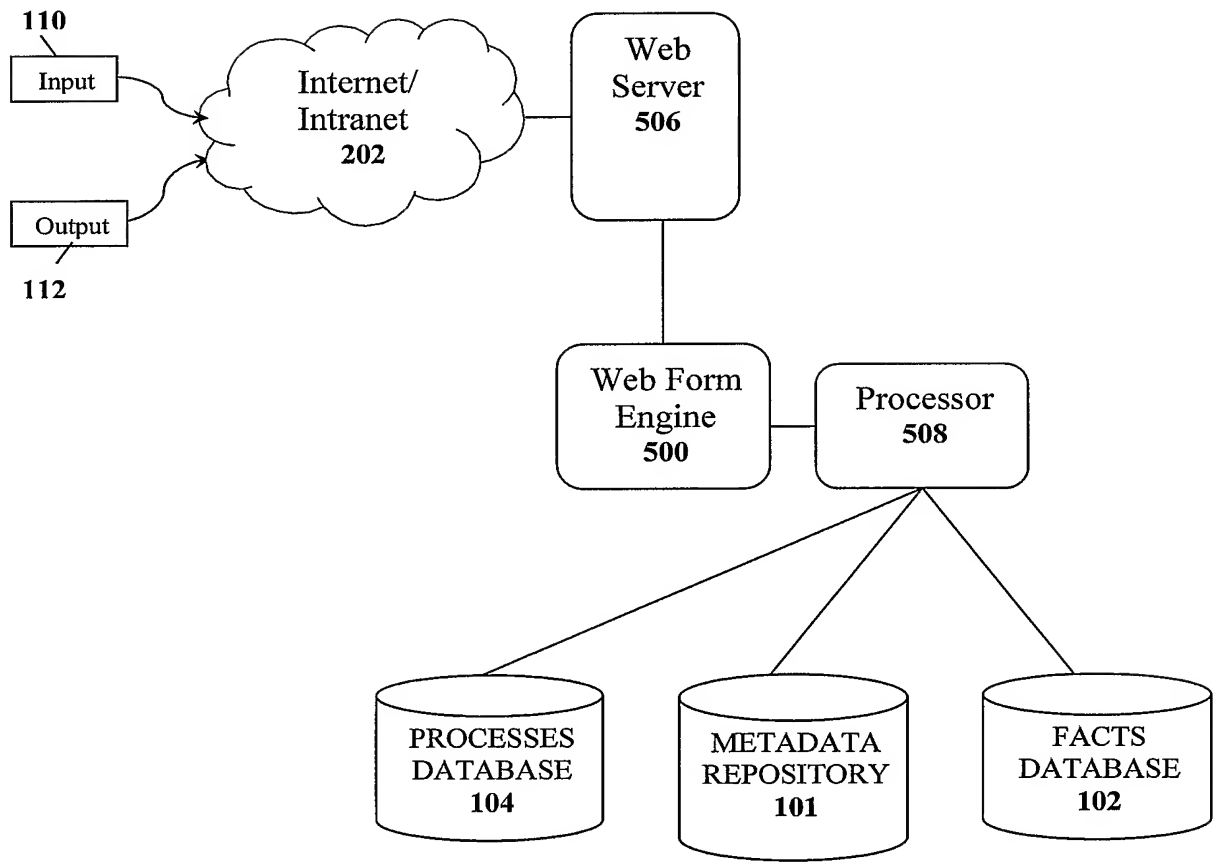 110
Input
Internet/
Intranet
202
Web
Server
506
Output
112
Web Form
Engine
500
Processor
508
PROCESSES
DATABASE
104
METADATA
REPOSITORY
101
FACTS
DATABASE
102